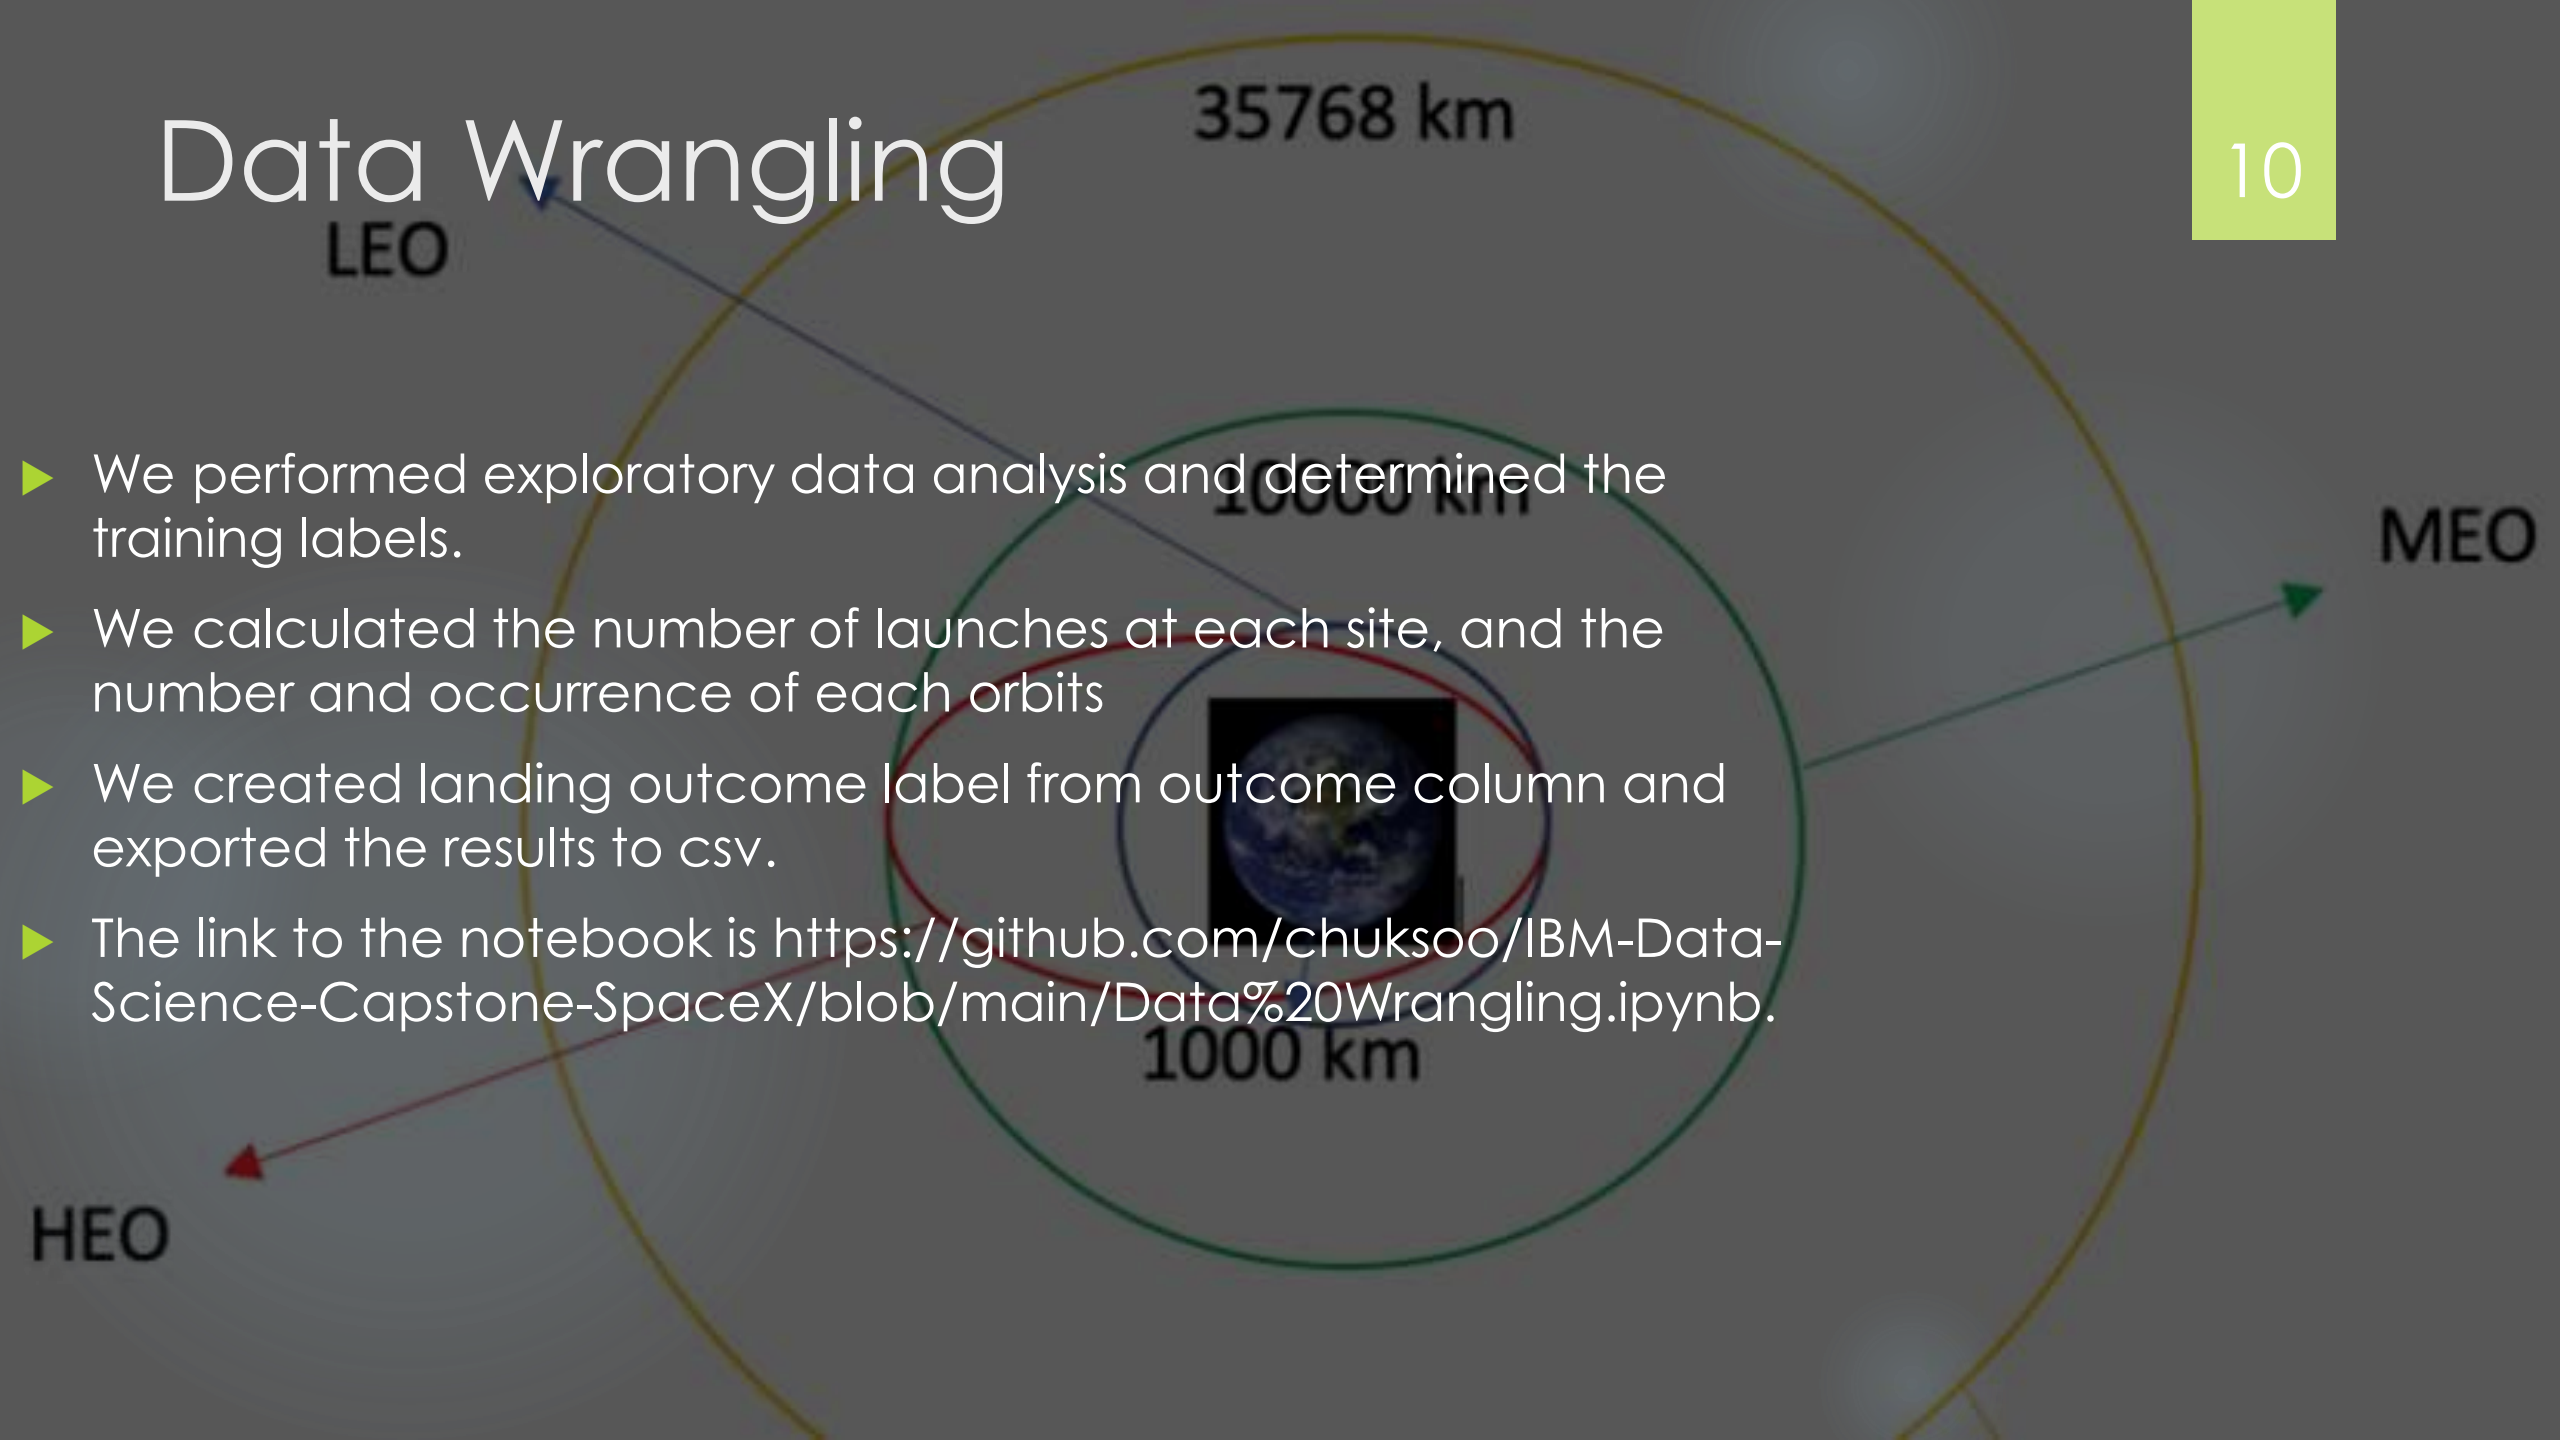 Data Wrangling
10
35768 km
LEO
10000 km
MEO
We performed exploratory data analysis and determined the
training labels.
We calculated the number of launches at each site, and the
number and occurrence of each orbits
We created landing outcome label from outcome column and
exported the results to csv.
The link to the notebook is https://github.com/chuksoo/IBM-Data-
Science-Capstone-SpaceX/blob/main/Data%20Wrangling.ipynb.
1000 km
HEO